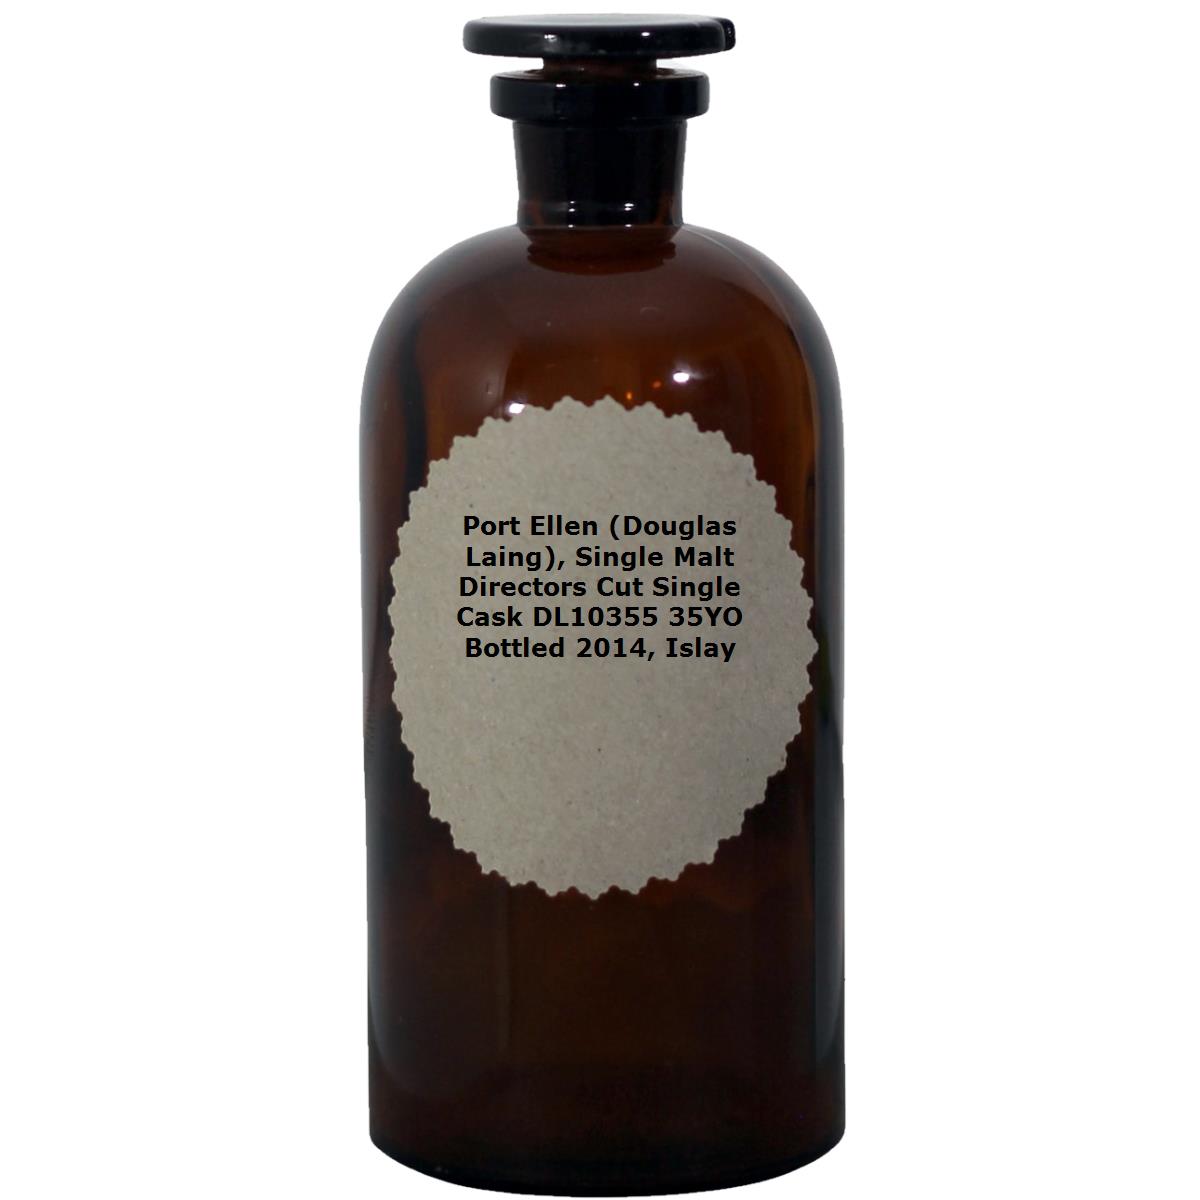 Port Ellen (Douglas
Laing), Single Malt
Directors Cut Single
Cask DL10355 35YO
Bottled 2014, Islay